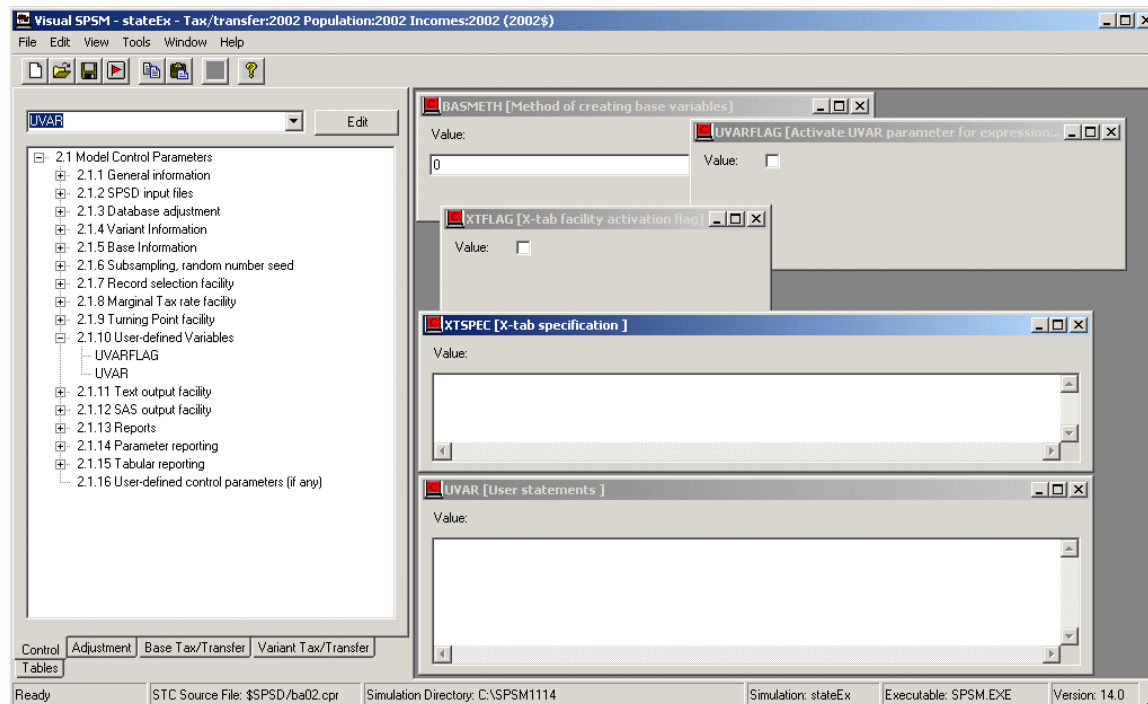 Visual SPSM - stateEx - Tax/transfer:2002 Population:2002 Incomes:2002 (2002$)
File Edit View Tools Window Help
UVAR
Edit
2.1 Model Control Parameters
2.1.1 General information
2.1.2 SPSD input files
2.1.3 Database adjustment
2.1.4 Variant Information
2.1.5 Base Information
2.1.6 Subsampling, random number seed
2.1.7 Record selection facility
2.1.8 Marginal Tax rate facility
2.1.9 Turning Point facility
2.1.10 User-defined Variables
UVARFLAG
UVAR
2.1.11 Text output facility
2.1.12 SAS output facility
2.1.13 Reports
2.1.14 Parameter reporting
2.1.15 Tabular reporting
2.1.16 User-defined control parameters (if any)
Control Adjustment Base Tax/Transfer Variant Tax/Transfer
Tables
BASMETH [Method of creating base variables]
Value:
0
UVARFLAG [Activate UVAR parameter for expression...
Value:
XTFLAG [X-tab facility activation flag]
Value:
XTSPEC [X-tab specification ]
Value:
UVAR [User statements ]
Value:
Ready STC Source File: $SPSD/ba02.cpr Simulation Directory: C:\SPSM1114 Simulation: stateEx Executable: SPSM.EXE Version: 14.0